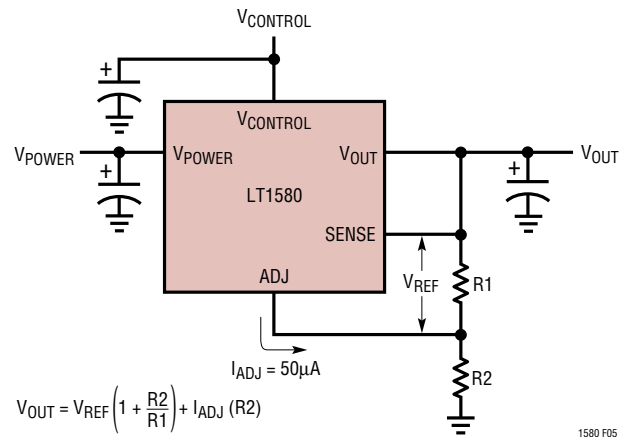 VCONTROL
+
VCONTROL
VPOWER
+
VPOWER
VOUT
+
VOUT
LT1580
SENSE
ADJ
VREF
R1
IADJ = 50µA
R2
VOUT = VREF (1 + R2/R1) + IADJ (R2)
1580 F05